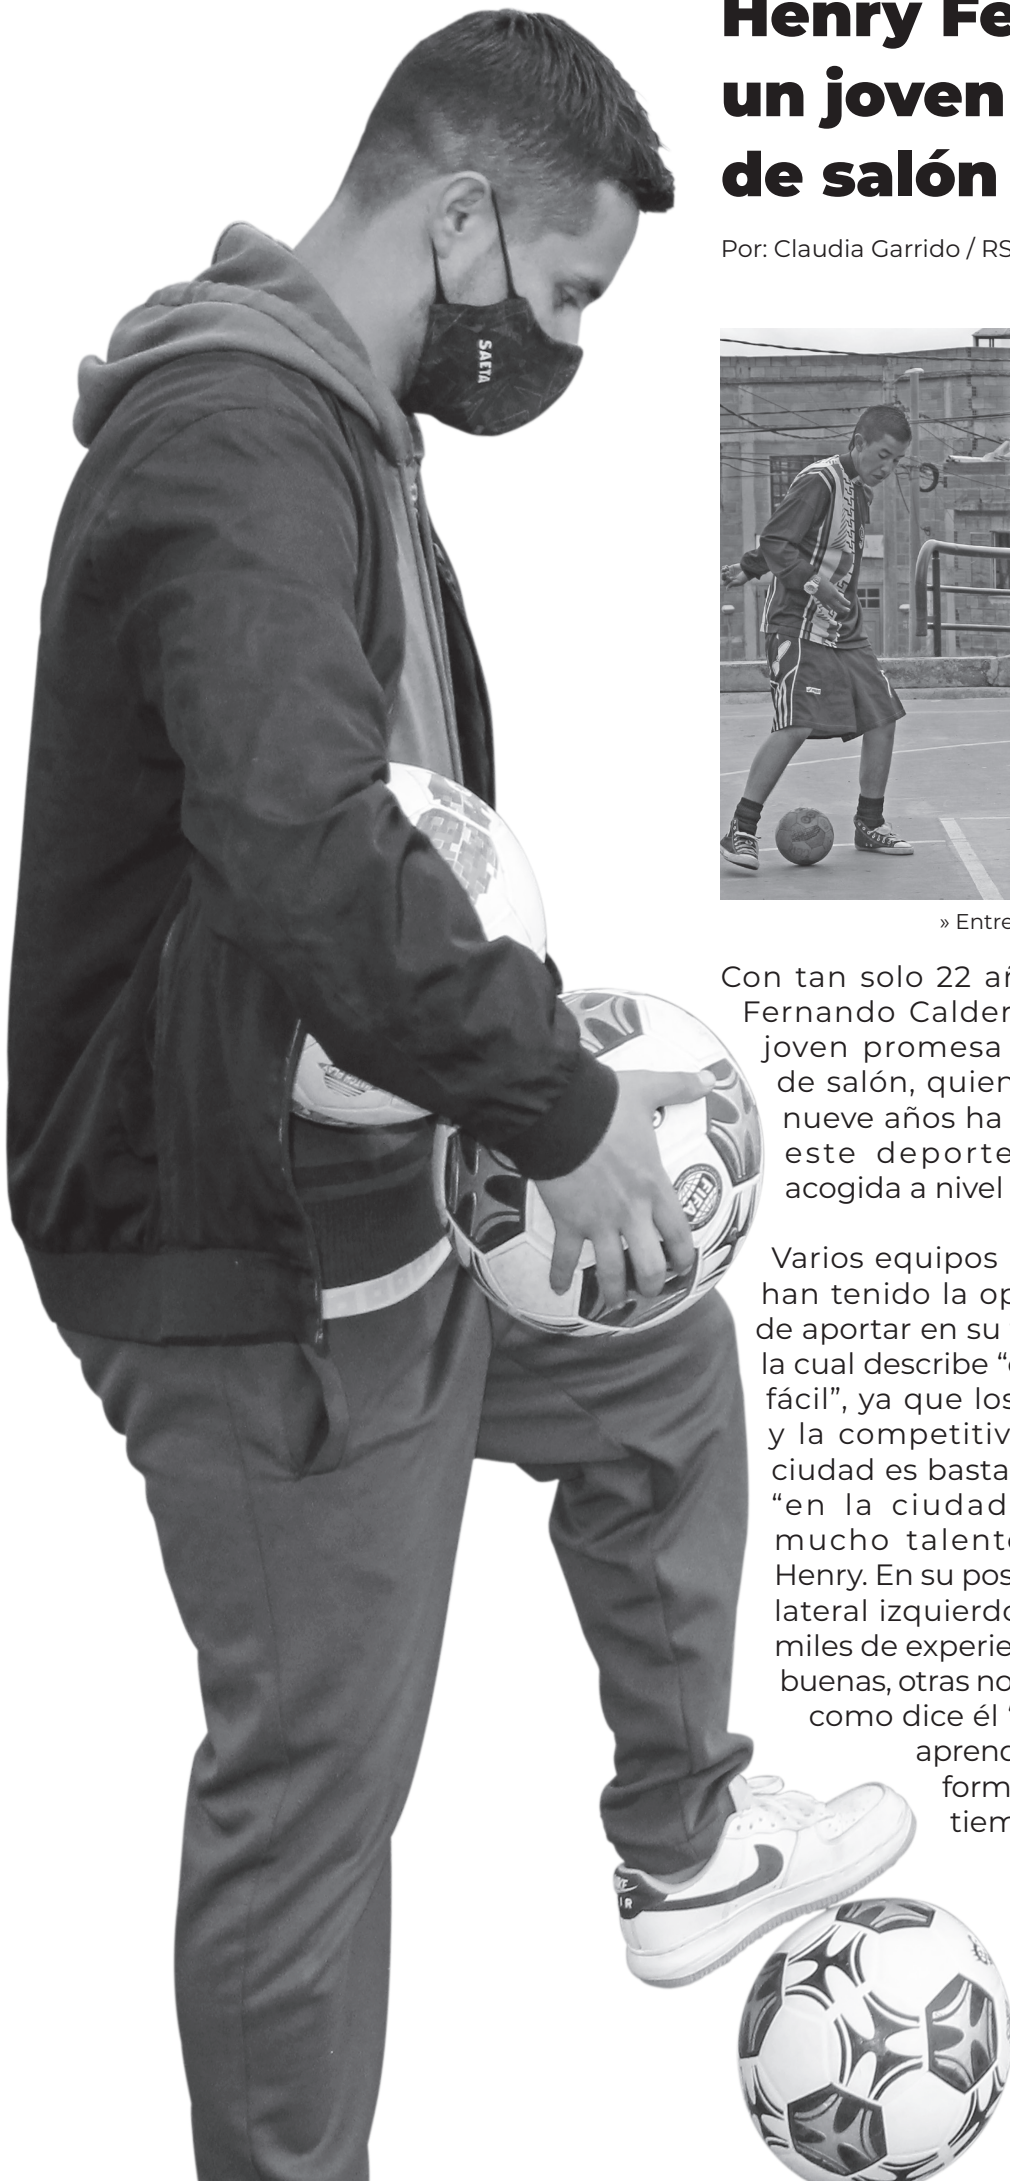 Henry Fe
un joven
de salón
Por: Claudia Garrido / RS
SAETA
» Entre
Con tan solo 22 añ
Fernando Calder
joven promesa
de salón, quien
nueve años ha
este deporte
acogida a nivel
FIFA
Varios equipos
han tenido la op
de aportar en su
la cual describe “
fácil”, ya que los
y la competitiv
ciudad es basta
“en la ciudad
mucho talent
Henry. En su pos
lateral izquierdo
miles de experie
buenas, otras no
como dice él
aprend
form
tiem